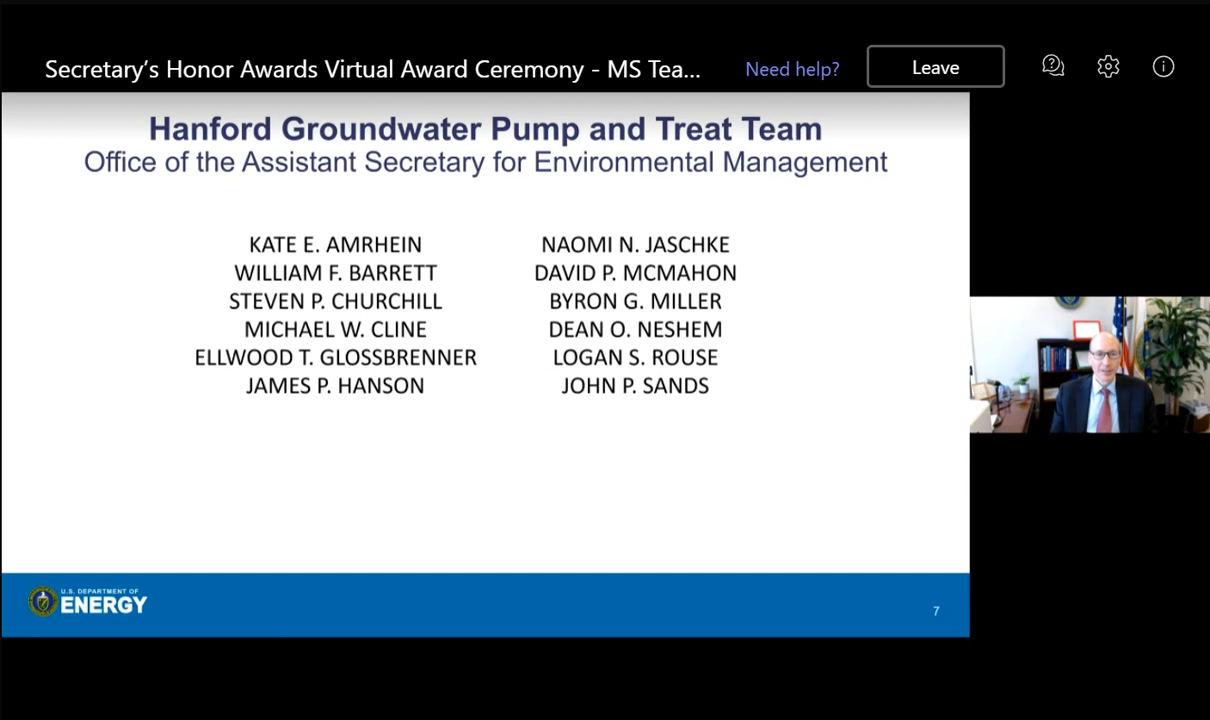 Secretary's Honor Awards Virtual Award Ceremony - MS Tea...
Need help?
Leave
Hanford Groundwater Pump and Treat Team
Office of the Assistant Secretary for Environmental Management
KATE E. AMRHEIN
WILLIAM F. BARRETT
STEVEN P. CHURCHILL
MICHAEL W. CLINE
ELLWOOD T. GLOSSBRENNER
JAMES P. HANSON
NAOMI N. JASCHKE
DAVID P. MCMAHON
BYRON G. MILLER
DEAN O. NESHEM
LOGAN S. ROUSE
JOHN P. SANDS
U.S. DEPARTMENT OF
ENERGY
7